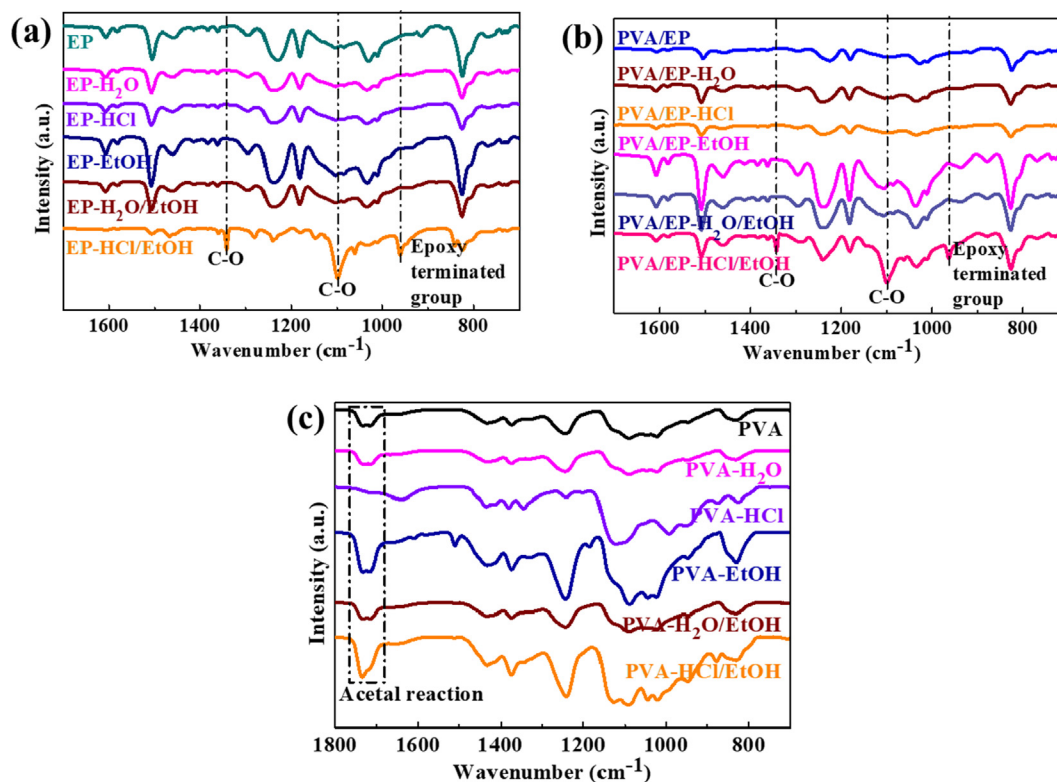 (a)
EP
EP-H₂O
EP-HCl
EP-EtOH
EP-H₂O/EtOH
EP-HCl/EtOH
C-O
C-O
Epoxy
terminated
group
Intensity (a.u.)
1600 1400 1200 1000 800
Wavenumber (cm⁻¹)
(b)
PVA/EP
PVA/EP-H₂O
PVA/EP-HCl
PVA/EP-EtOH
PVA/EP-H₂O/EtOH
PVA/EP-HCl/EtOH
C-O
C-O
Epoxy
terminated
group
Intensity (a.u.)
1600 1400 1200 1000 800
Wavenumber (cm⁻¹)
(c)
PVA
PVA-H₂O
PVA-HCl
PVA-EtOH
PVA-H₂O/EtOH
PVA-HCl/EtOH
Acetal reaction
Intensity (a.u.)
1800 1600 1400 1200 1000 800
Wavenumber (cm⁻¹)